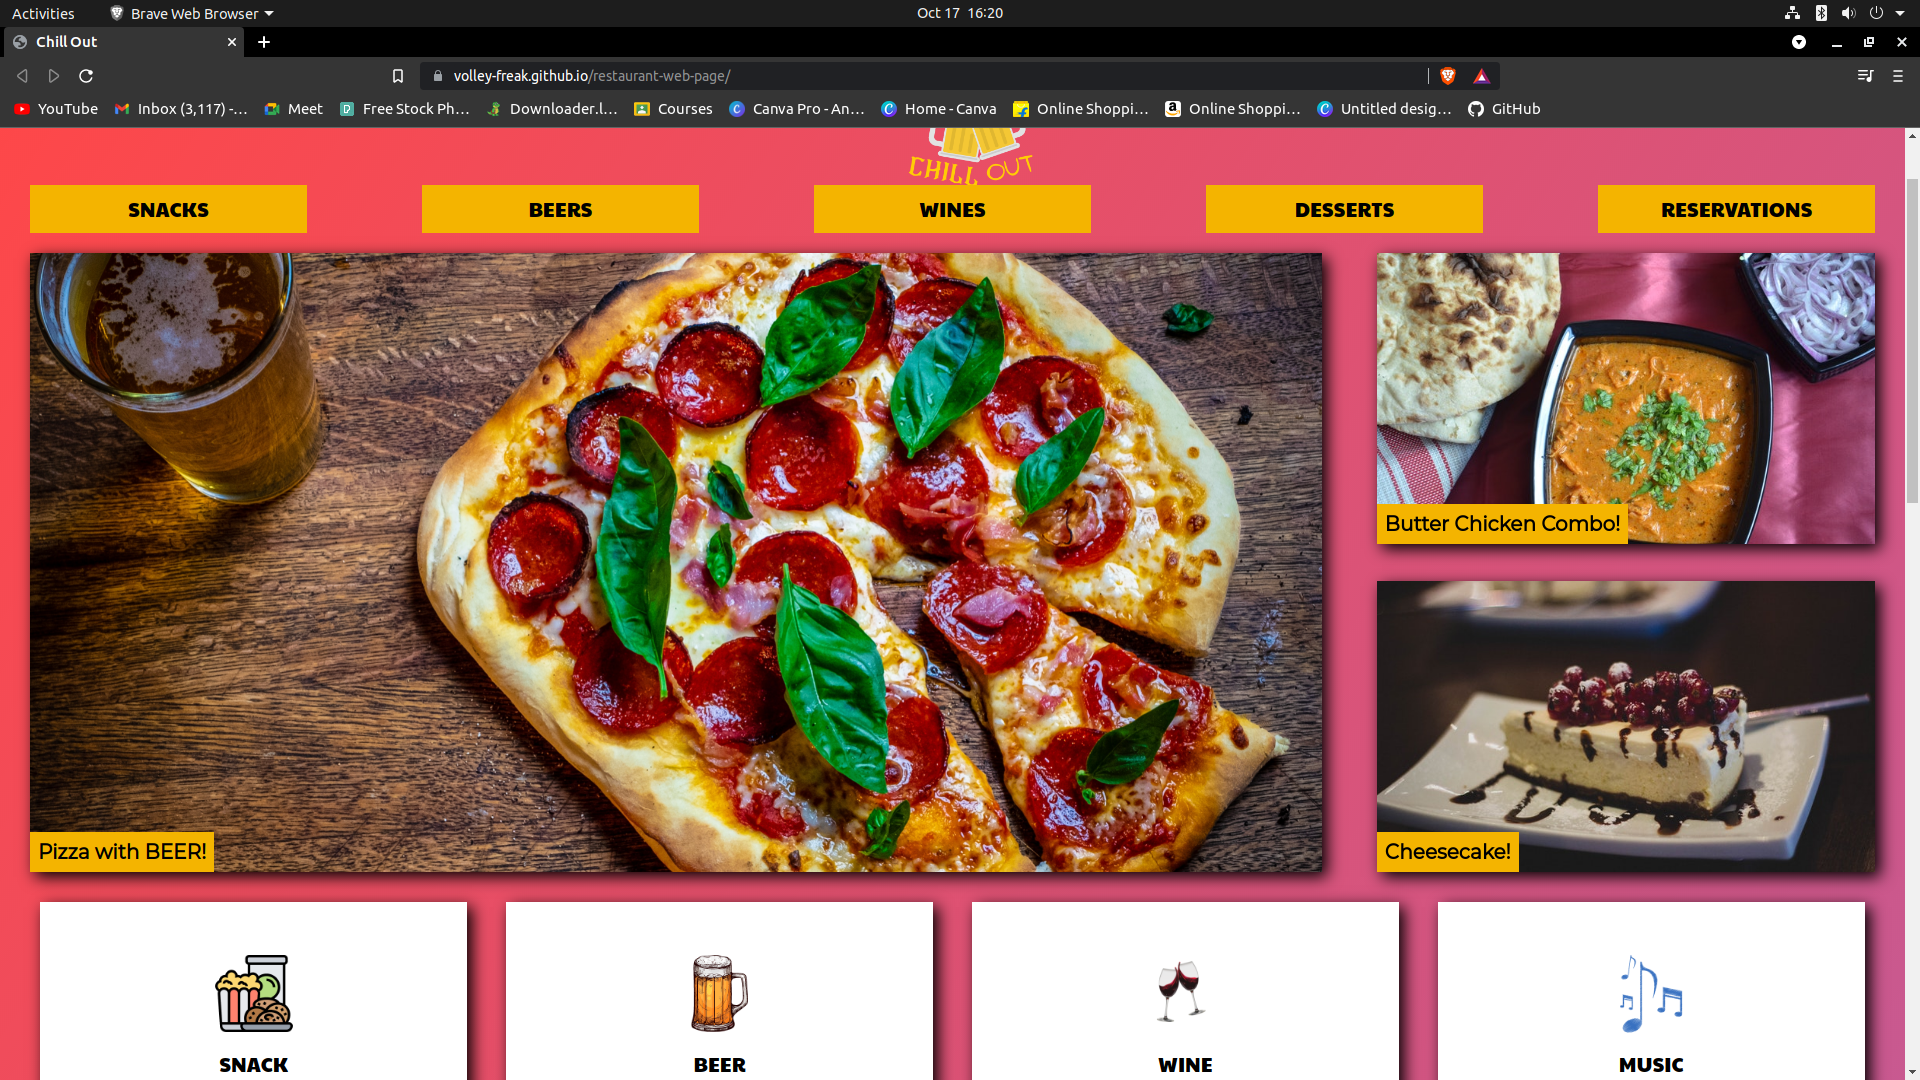 Activities
Brave Web Browser
Oct 17 16:20
Chill Out
volley-freak.github.io/restaurant-web-page/
YouTube
Inbox (3,117) -...
Meet
Free Stock Ph...
Downloader.l...
Courses
Canva Pro - An...
Home - Canva
Online Shoppi...
Online Shoppi...
Untitled desig...
GitHub
CHILL OUT
SNACKS
BEERS
WINES
DESSERTS
RESERVATIONS
Butter Chicken Combo!
Pizza with BEER!
Cheesecake!
SNACK
BEER
WINE
MUSIC